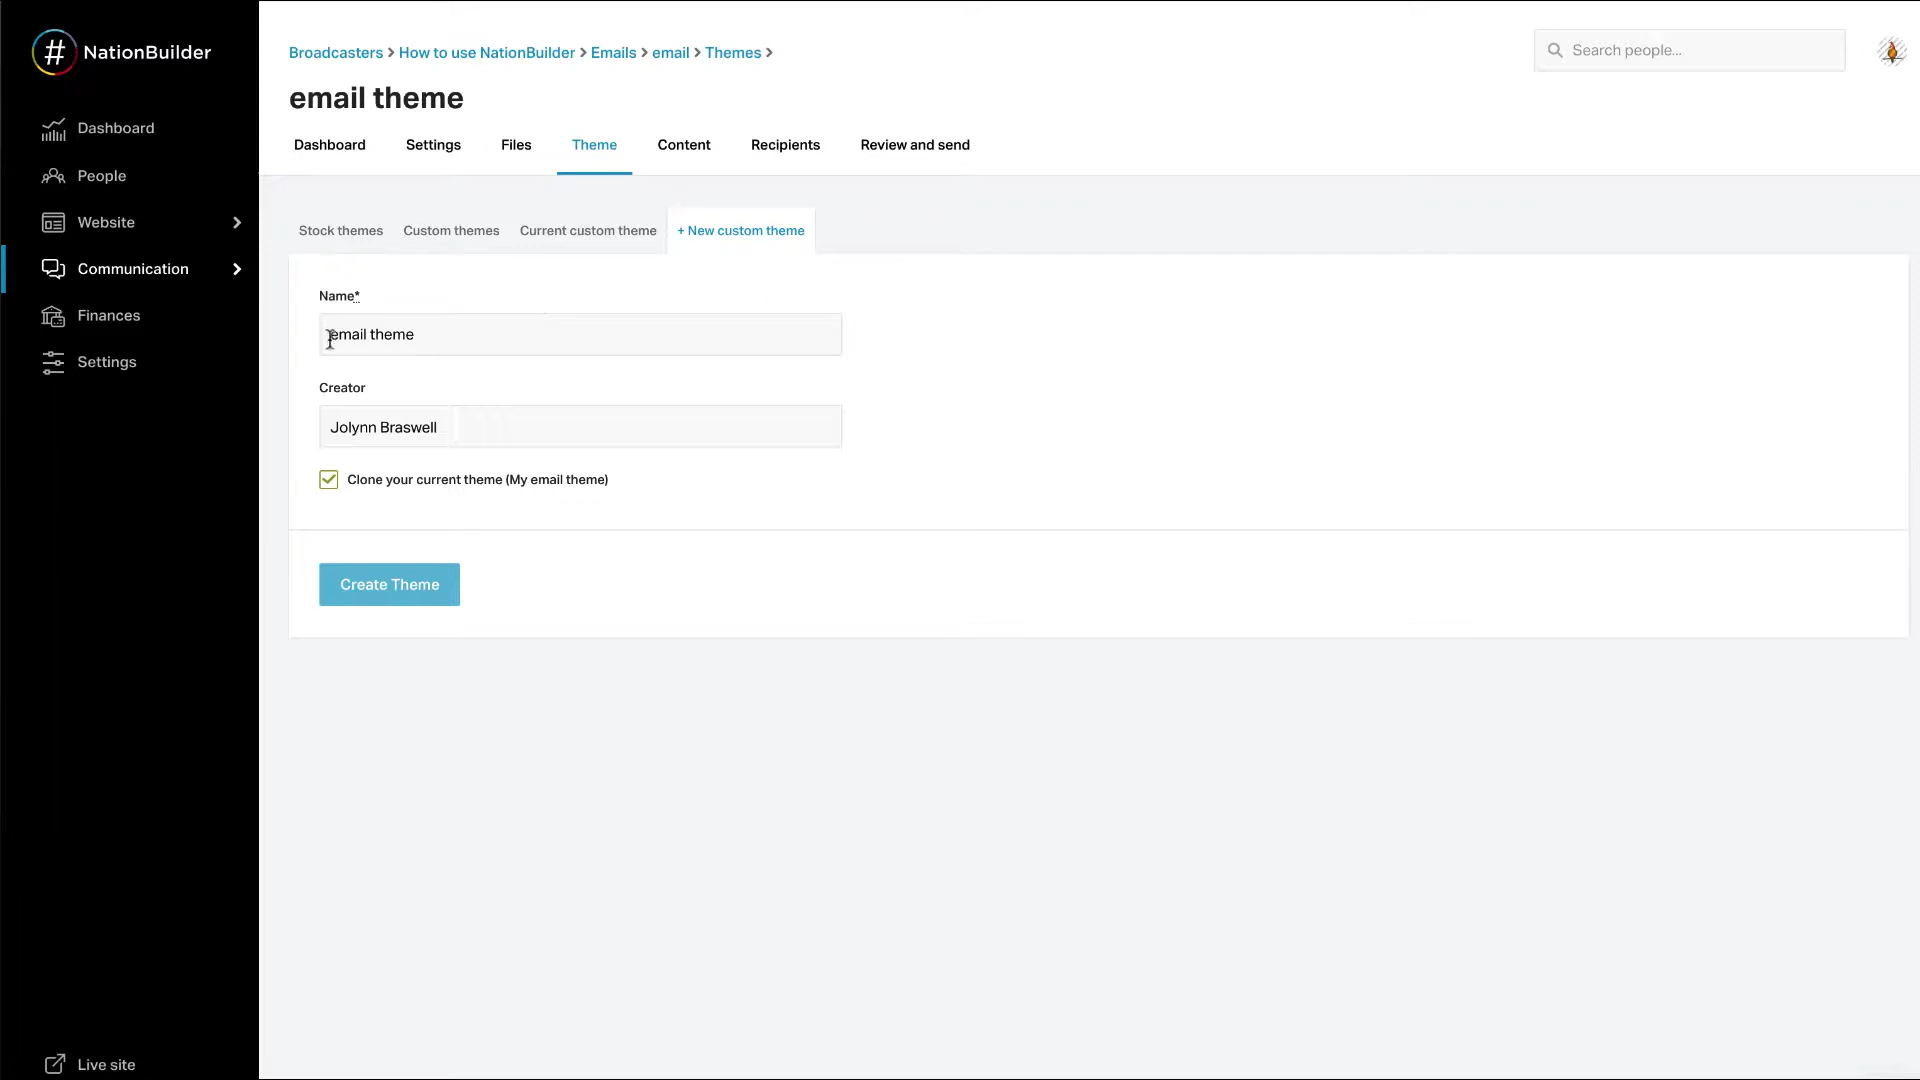 # NationBuilder
Dashboard
People
Website
Communication
Finances
Settings
Live site
Broadcasters > How to use NationBuilder > Emails > email > Themes >
Search people...
email theme
Dashboard Settings Files Theme Content Recipients Review and send
Stock themes Custom themes Current custom theme + New custom theme
Name*
email theme
Creator
Jolynn Braswell
Clone your current theme (My email theme)
Create Theme